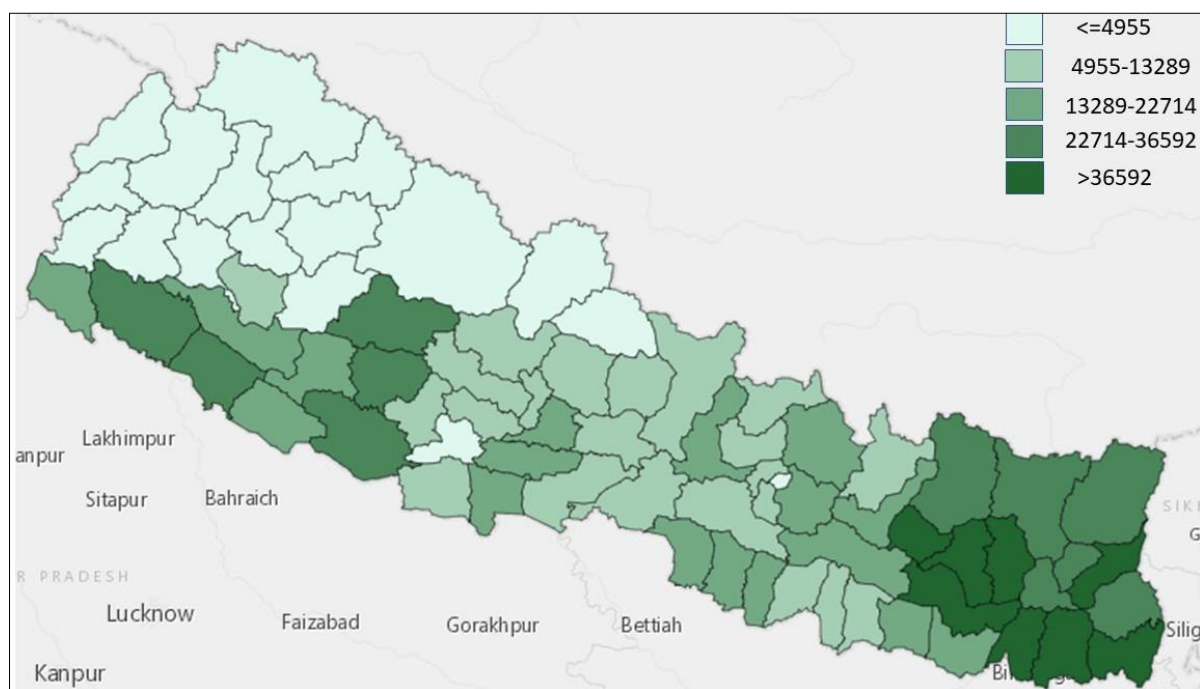 <=4955
4955-13289
13289-22714
22714-36592
>36592
Lakhimpur
anpur
Sitapur
Bahraich
SIK
G
R PRADESH
Lucknow
Faizabad
Gorakhpur
Bettiah
Silig
Kanpur